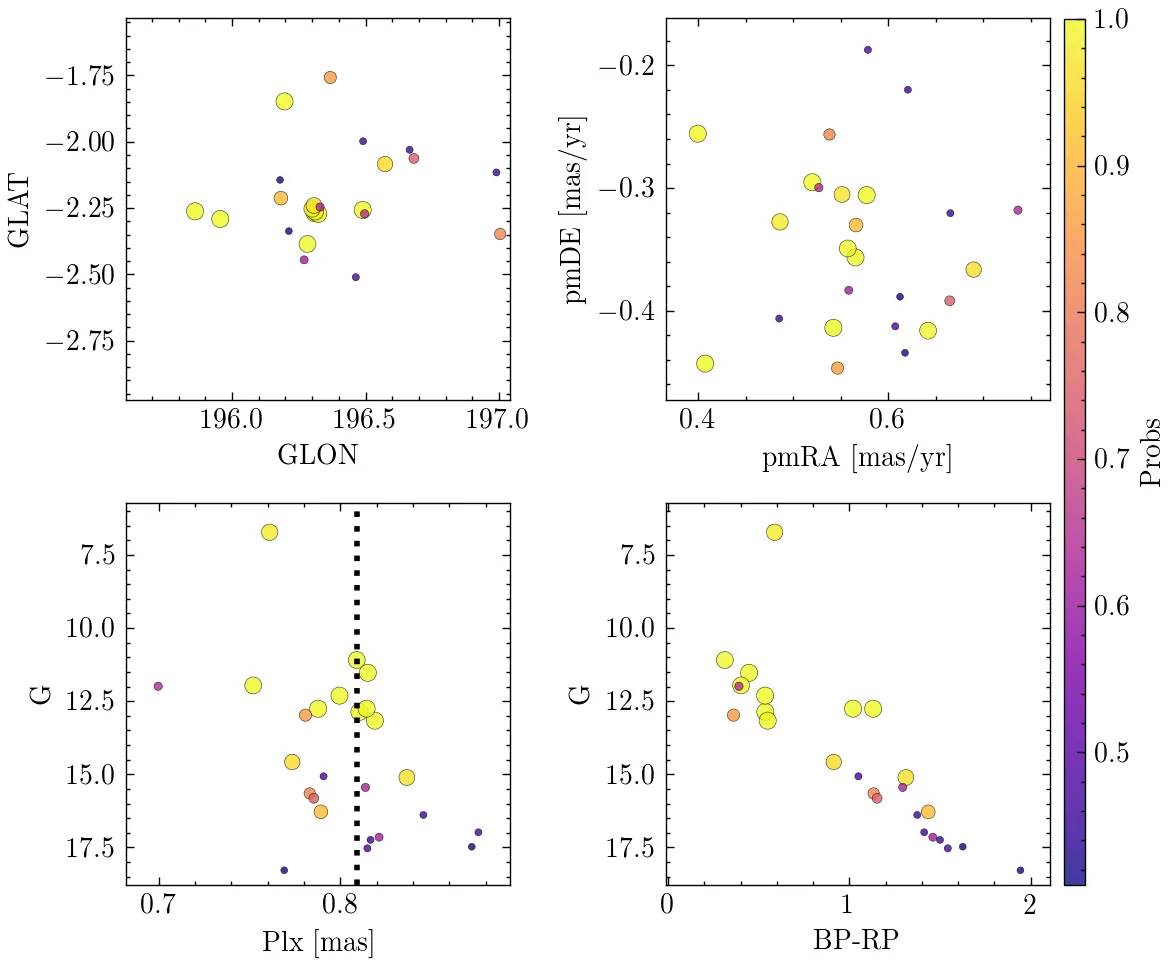 −1.75
−2.00
−2.25
−2.50
−2.75
GLAT
196.0 196.5 197.0
GLON
−0.2
−0.3
−0.4
pmDE [mas/yr]
0.4 0.6
pmRA [mas/yr]
7.5
10.0
12.5
15.0
17.5
G
0.7 0.8
Plx [mas]
7.5
10.0
12.5
15.0
17.5
G
0 1 2
BP-RP
1.0
0.9
0.8
0.7
0.6
0.5
Probs